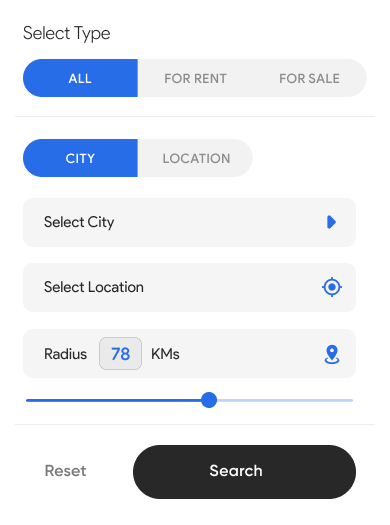 Select Type
ALL FOR RENT FOR SALE
CITY LOCATION
Select City
Select Location
Radius 78 KMs
Reset Search